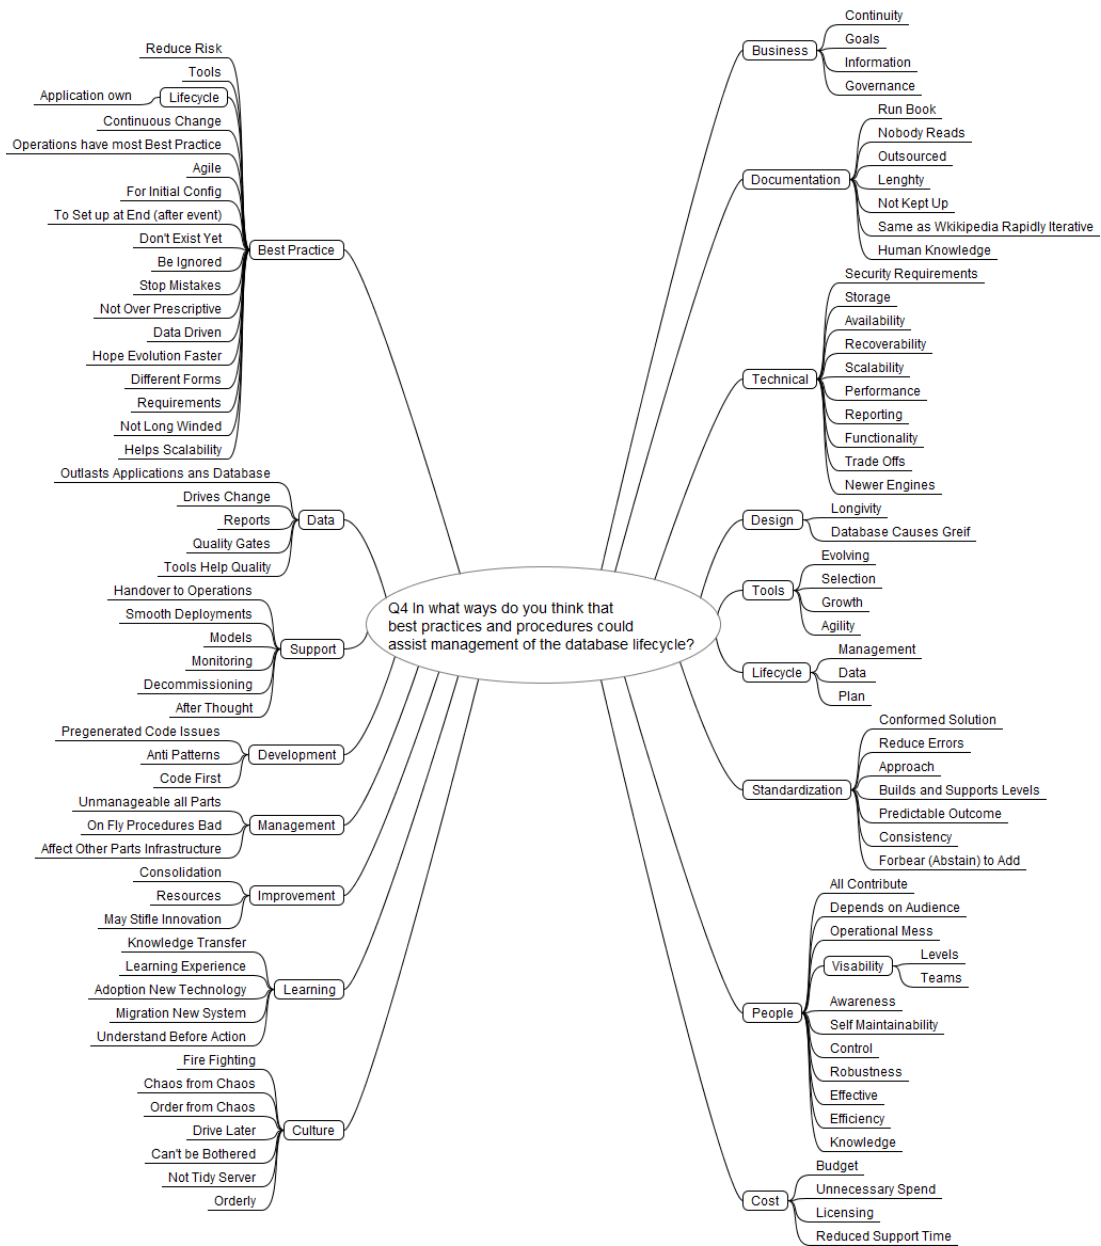 Q4 In what ways do you think that
best practices and procedures could
assist management of the database lifecycle?
Best Practice
Reduce Risk
Tools
Lifecycle
Application own
Continuous Change
Operations have most Best Practice
Agile
For Initial Config
To Set up at End (after event)
Don't Exist Yet
Be Ignored
Stop Mistakes
Not Over Prescriptive
Data Driven
Hope Evolution Faster
Different Forms
Requirements
Not Long Winded
Helps Scalability
Data
Outlasts Applications ans Database
Drives Change
Reports
Quality Gates
Tools Help Quality
Support
Handover to Operations
Smooth Deployments
Models
Monitoring
Decommissioning
After Thought
Development
Pregenerated Code Issues
Anti Patterns
Code First
Management
Unmanageable all Parts
On Fly Procedures Bad
Affect Other Parts Infrastructure
Improvement
Consolidation
Resources
May Stifle Innovation
Learning
Knowledge Transfer
Learning Experience
Adoption New Technology
Migration New System
Understand Before Action
Culture
Fire Fighting
Chaos from Chaos
Order from Chaos
Drive Later
Can't be Bothered
Not Tidy Server
Orderly
Business
Continuity
Goals
Information
Governance
Documentation
Run Book
Nobody Reads
Outsourced
Lenghty
Not Kept Up
Same as Wkikipedia Rapidly Iterative
Human Knowledge
Technical
Security Requirements
Storage
Availability
Recoverability
Scalability
Performance
Reporting
Functionality
Trade Offs
Newer Engines
Design
Longivity
Database Causes Greif
Tools
Evolving
Selection
Growth
Agility
Lifecycle
Management
Data
Plan
Standardization
Conformed Solution
Reduce Errors
Approach
Builds and Supports Levels
Predictable Outcome
Consistency
Forbear (Abstain) to Add
People
All Contribute
Depends on Audience
Operational Mess
Visability
Levels
Teams
Awareness
Self Maintainability
Control
Robustness
Effective
Efficiency
Knowledge
Cost
Budget
Unnecessary Spend
Licensing
Reduced Support Time